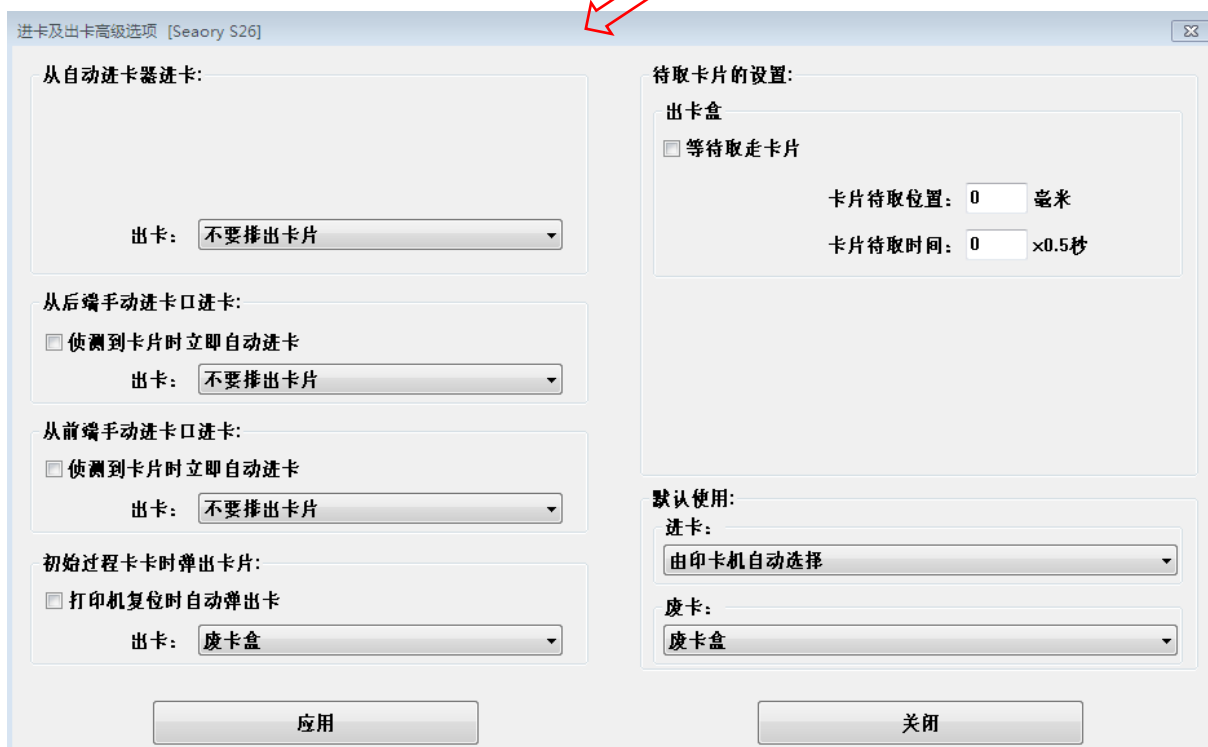 进卡及出卡高级选项 [Seaory S26]
从自动进卡器进卡:
出卡: 不要排出卡片
从后端手动进卡口进卡:
侦测到卡片时立即自动进卡
出卡: 不要排出卡片
从前端手动进卡口进卡:
侦测到卡片时立即自动进卡
出卡: 不要排出卡片
初始过程卡卡时弹出卡片:
打印机复位时自动弹出卡
出卡: 废卡盒
应用
待取卡片的设置:
出卡盒
等待取走卡片
卡片待取位置: 0 毫米
卡片待取时间: 0 ×0.5秒
默认使用:
进卡:
由印卡机自动选择
废卡:
废卡盒
关闭